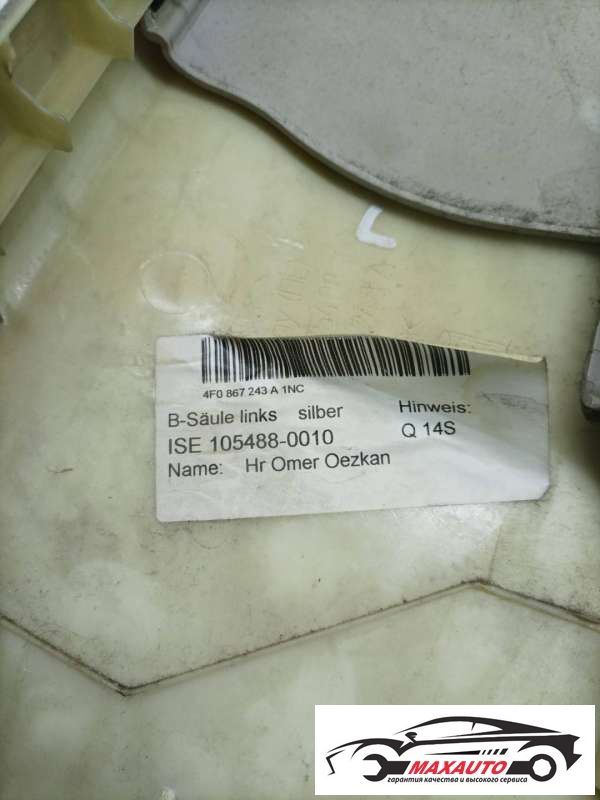 L
4F0 867 243 A 1NC
B-Säule links silber Hinweis:
ISE 105488-0010 Q 14S
Name: Hr Omer Oezkan
MAXAUTO
гарантия качества и высокого сервиса